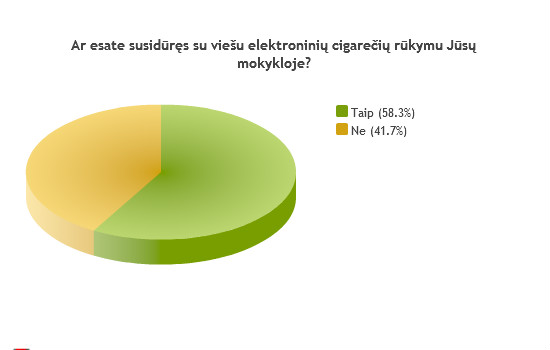 Ar esate susidūręs su viešu elektroninių cigarečių rūkymu Jūsų
mokykloje?
Taip (58.3%)
Ne (41.7%)